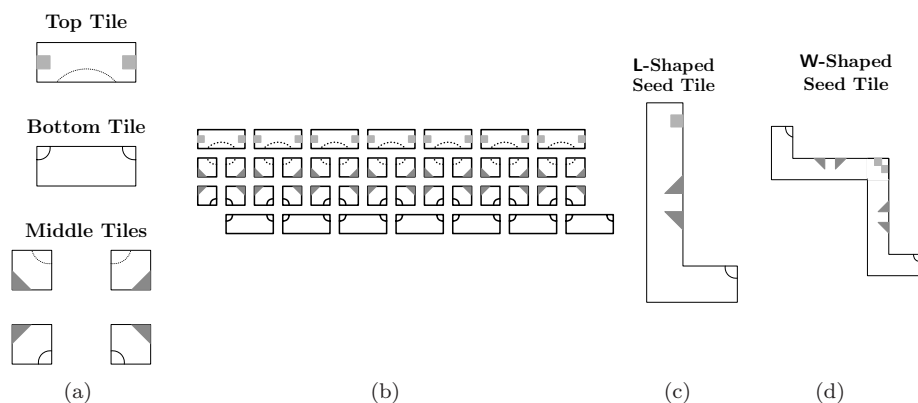 Top Tile
Bottom Tile
Middle Tiles
L-Shaped
Seed Tile
W-Shaped
Seed Tile
(a)
(b)
(c)
(d)